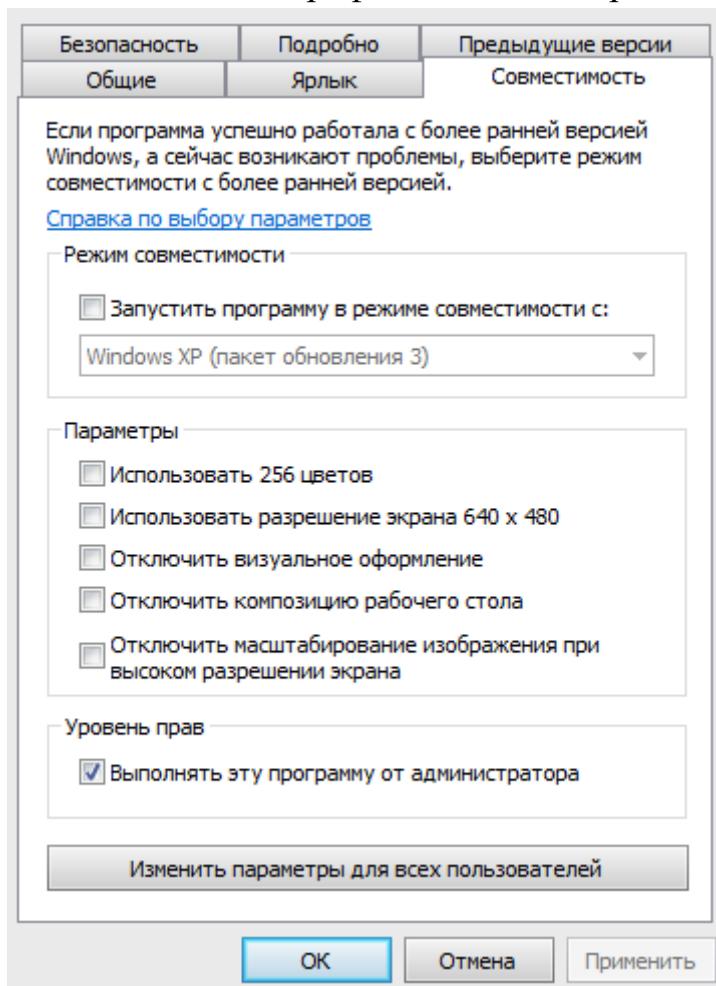 Безопасность Подробно Предыдущие версии
Общие Ярлык Совместимость
Если программа успешно работала с более ранней версией
Windows, а сейчас возникают проблемы, выберите режим
совместимости с более ранней версией.
Справка по выбору параметров
Режим совместимости
Запустить программу в режиме совместимости с:
Windows XP (пакет обновления 3)
Параметры
Использовать 256 цветов
Использовать разрешение экрана 640 x 480
Отключить визуальное оформление
Отключить композицию рабочего стола
Отключить масштабирование изображения при
высоком разрешении экрана
Уровень прав
Выполнять эту программу от администратора
Изменить параметры для всех пользователей
ОК Отмена Применить